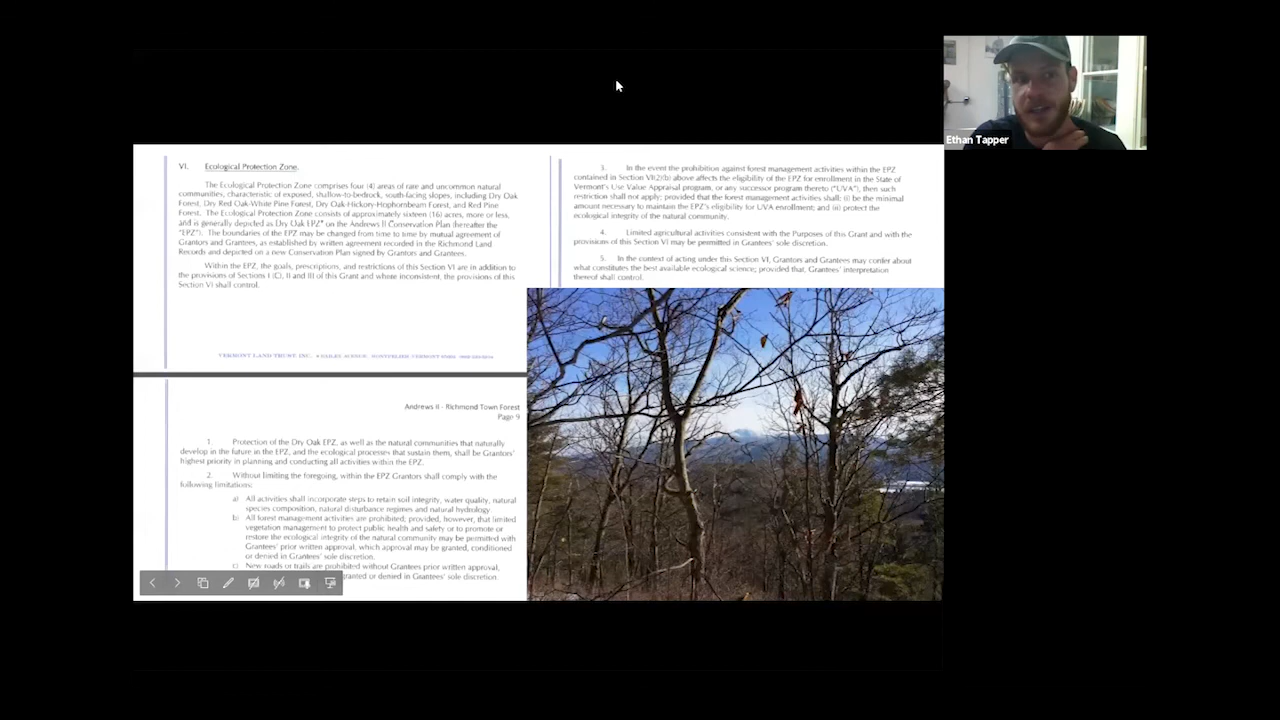 VI. Ecological Protection Zone.
The Ecological Protection Zone comprises four (4) areas of rare and uncommon natural
communities, characteristic of exposed, shallow-to-bedrock, south-facing slopes, including Dry Oak
Forest, Dry Red Oak-White Pine Forest, Dry Oak-Hickory-Hophornbeam Forest, and Red Pine
Forest. The Ecological Protection Zone consists of approximately sixteen (16) acres, more or less,
and is generally depicted as Dry Oak EPZ" on the Andrews II Conservation Plan (hereafter the
"EPZ"). The boundaries of the EPZ may be changed from time to time by mutual agreement of
Grantors and Grantees, as established by written agreement recorded in the Richmond Land
Records and depicted on a new Conservation Plan signed by Grantors and Grantees.
Within the EPZ, the goals, prescriptions, and restrictions of this Section VI are in addition to
the provisions of Sections I (C), II and III of this Grant and where inconsistent, the provisions of this
Section VI shall control.
VERMONT LAND TRUST, INC. 8 BAILEY AVENUE, MONTPELIER, VERMONT
Andrews II - Richmond Town Forest
Page 9
1. Protection of the Dry Oak EPZ, as well as the natural communities that naturally
develop in the future in the EPZ, and the ecological processes that sustain them, shall be Grantors'
highest priority in planning and conducting all activities within the EPZ.
2. Without limiting the foregoing, within the EPZ Grantors shall comply with the
following limitations:
a) All activities shall incorporate steps to retain soil integrity, water quality, natural
species composition, natural disturbance regimes and natural hydrology.
b) All forest management activities are prohibited; provided, however, that limited
vegetation management to protect public health and safety or to promote or
restore the ecological integrity of the natural community may be permitted with
Grantees' prior written approval, which approval may be granted, conditioned
or denied in Grantees' sole discretion.
c) New roads or trails are prohibited without Grantees prior written approval,
granted or denied in Grantees' sole discretion.
3. In the event the prohibition against forest management activities within the EPZ
contained in Section VI(2)(b) above affects the eligibility of the EPZ for enrollment in the State of
Vermont's Use Value Appraisal program, or any successor program thereto ("UVA"), then such
restriction shall not apply; provided that the forest management activities shall: (i) be the minimal
amount necessary to maintain the EPZ's eligibility for UVA enrollment; and (ii) protect the
ecological integrity of the natural community.
4. Limited agricultural activities consistent with the Purposes of this Grant and with the
provisions of this Section VI may be permitted in Grantees' sole discretion.
5. In the context of acting under this Section VI, Grantors and Grantees may confer about
what constitutes the best available ecological science; provided that, Grantees' interpretation
thereof shall control.
Ethan Tapper